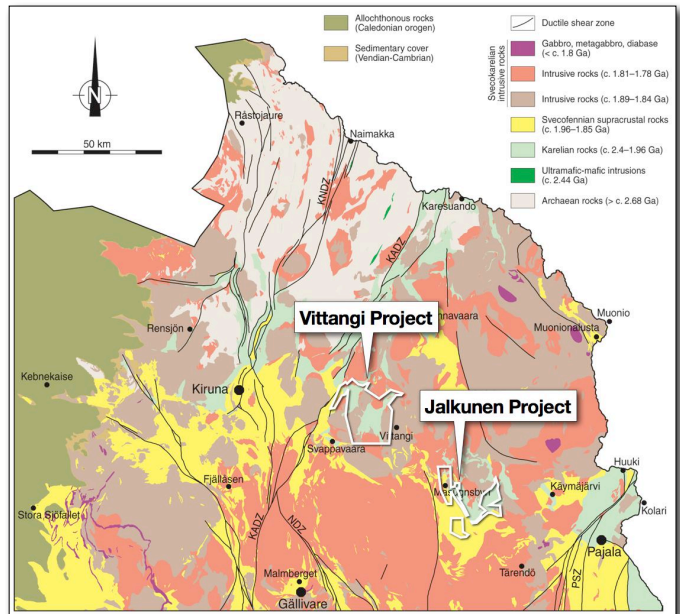 Allochthonous rocks
(Caledonian orogen)
Sedimentary cover
(Vendian-Cambrian)
Ductile shear zone
Svecokarelian
intrusive rocks
Gabbro, metagabbro, diabase
(< c. 1.8 Ga)
Intrusive rocks (c. 1.81–1.78 Ga)
Intrusive rocks (c. 1.89–1.84 Ga)
Svecofennian supracrustal rocks
(c. 1.96–1.85 Ga)
Karelian rocks (c. 2.4–1.96 Ga)
Ultramafic-mafic intrusions
(c. 2.44 Ga)
Archaean rocks (> c. 2.68 Ga)
N
50 km
Råstojaure
Naimakka
KNDZ
Karesuando
KADZ
Rensjön
Vittangi Project
nnavaara
Muonio
Muonionalusta
Kebnekaise
Kiruna
Jalkunen Project
Svappavaara
Vittangi
Huuki
Fjällåsen
Käymäjärvi
Kolari
Stora Sjöfallet
KADZ
NDZ
Pajala
Tärendö
PSZ
Malmberget
Gällivare